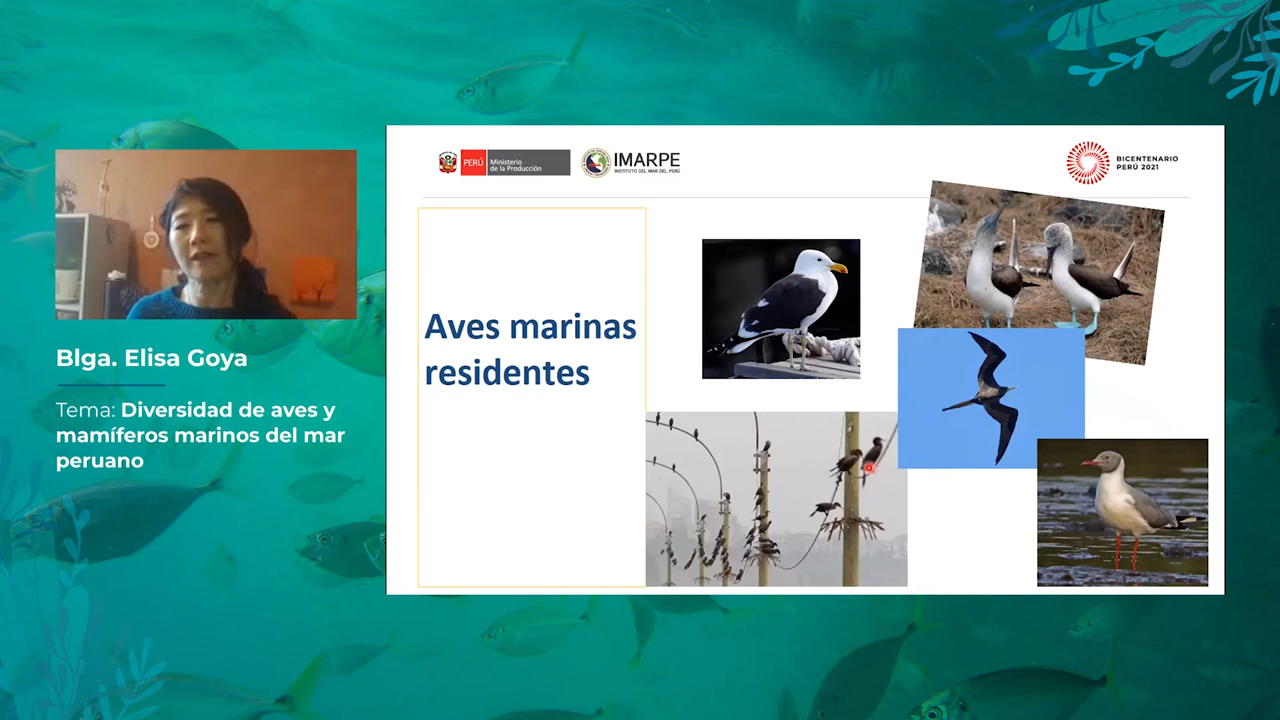 Blga. Elisa Goya
Tema: Diversidad de aves y
mamíferos marinos del mar
peruano
PERÚ
Ministerio
de la Producción
IMARPE
INSTITUTO DEL MAR DEL PERÚ
BICENTENARIO
PERÚ 2021
Aves marinas
residentes